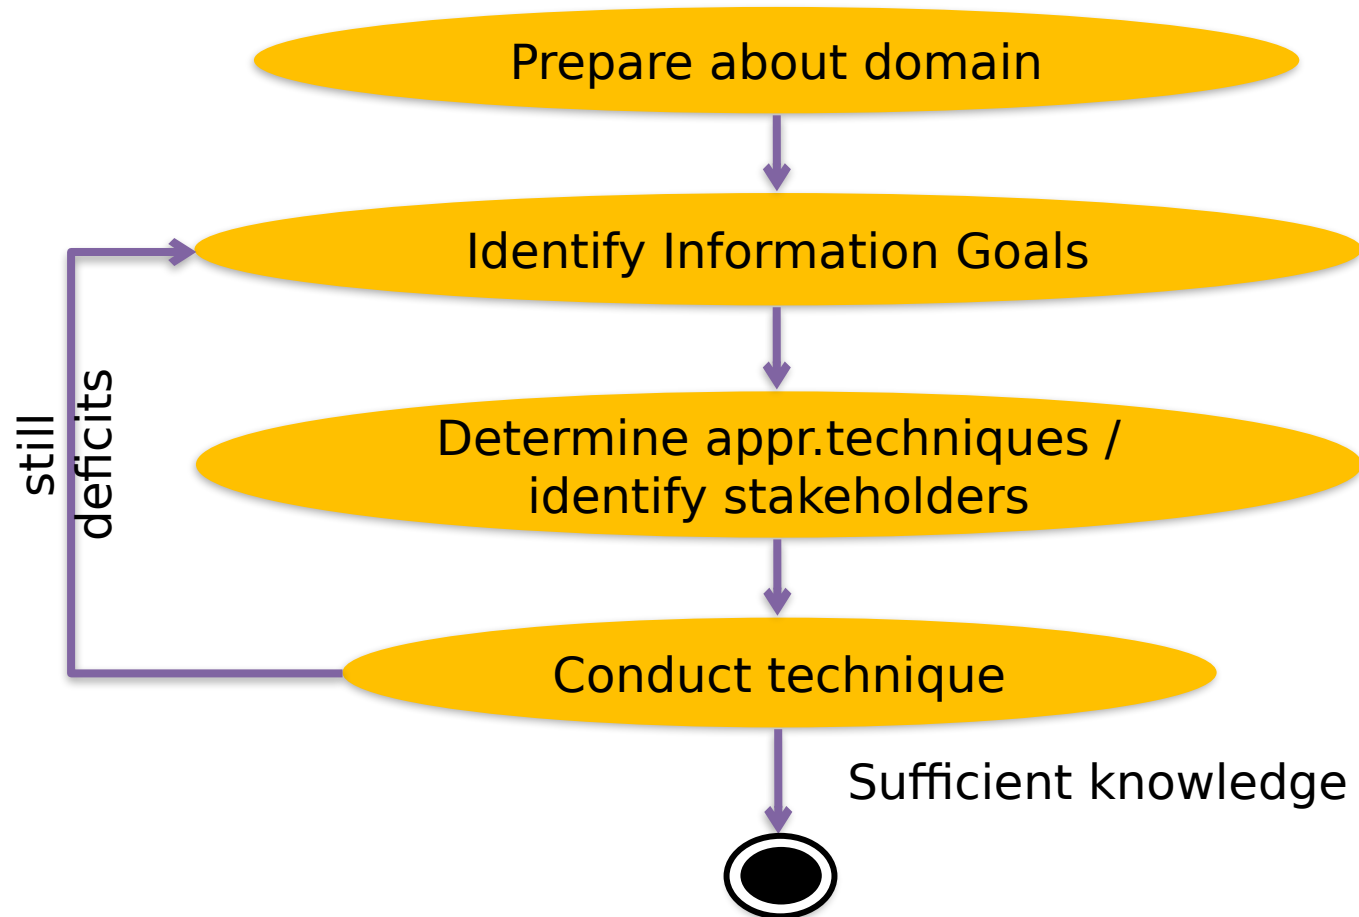 Prepare about domain
Identify Information Goals
still
deficits
Determine appr.techniques /
identify stakeholders
Conduct technique
Sufficient knowledge